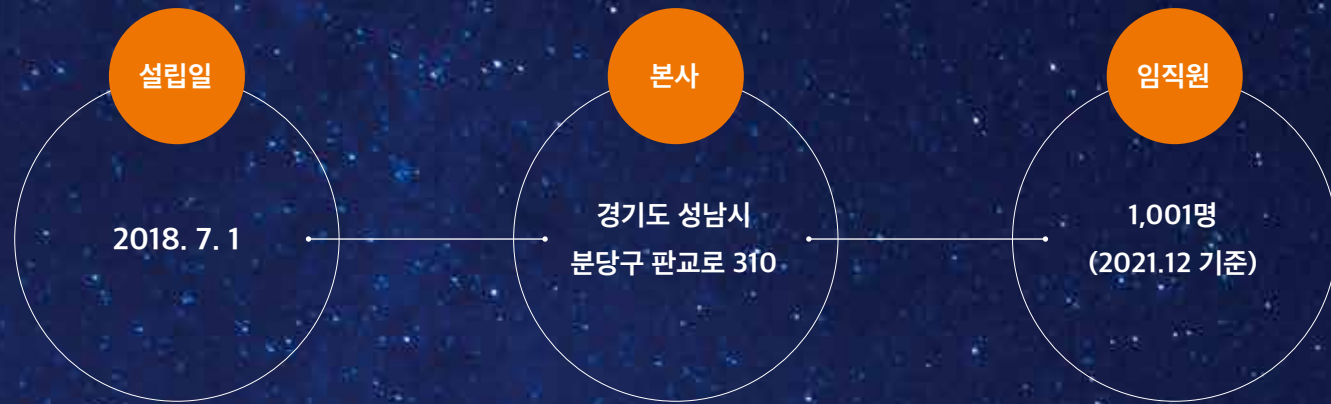 설립일
2018. 7. 1
본사
경기도 성남시
분당구 판교로 310
임직원
1,001명
(2021.12 기준)